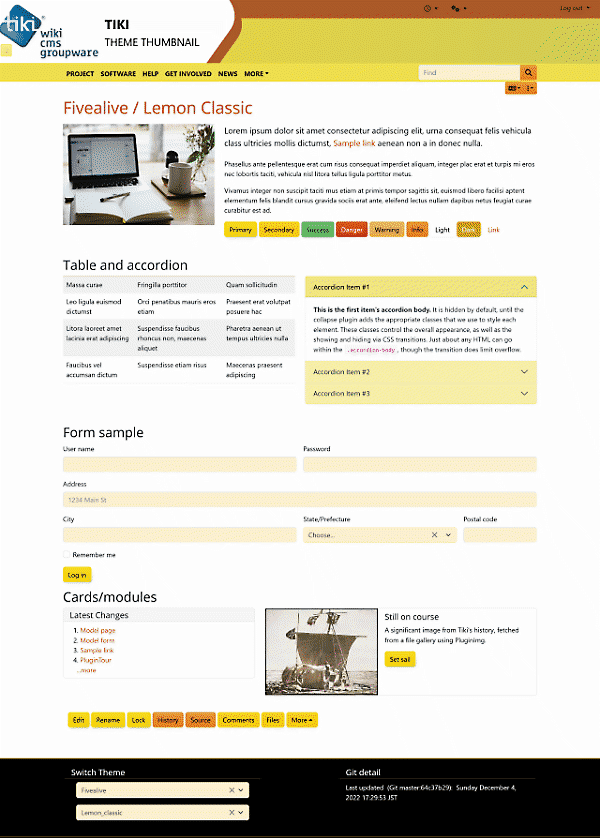 tiki
wiki
cms
groupware
TIKI
THEME THUMBNAIL
Log out
PROJECT SOFTWARE HELP GET INVOLVED NEWS MORE
Find
Fivealive / Lemon Classic
Lorem ipsum dolor sit amet consectetur adipiscing elit, urna consequat felis vehicula
class ultricies mollis dictumst, Sample link aenean non a in donec nulla.
Phasellus ante pellentesque erat cum risus consequat imperdiet aliquam, integer plac erat et turpis mi eros
nec lobortis taciti, vehicula nisl litora tellus ligula porttitor metus.
Vivamus integer non suscipit taciti mus etiam at primis tempor sagittis sit, euismod libero facilisi aptent
elementum felis blandit cursus gravida sociis erat ante, eleifend lectus nullam dapibus netus feugiat curae
curabitur est ad.
Primary Secondary Success Danger Warning Info Light Link
Table and accordion
Massa curae Fringilla porttitor Quam sollicitudin
Leo ligula euismod Orci penatibus mauris eros Praesent erat volutpat
dictumst etiam posuere hac
Litora laoreet amet Suspendisse faucibus Pharetra aenean ut
lacinia erat adipiscing rhoncus non, maecenas tempus ultricies nulla
aliquet
Faucibus vel Suspendisse etiam risus Maecenas praesent
accumsan dictum adipiscing
Accordion Item #1
This is the first item's accordion body. It is hidden by default, until the
collapse plugin adds the appropriate classes that we use to style each
element. These classes control the overall appearance, as well as the
showing and hiding via CSS transitions. Just about any HTML can go
within the .accordion-body, though the transition does limit overflow.
Accordion Item #2
Accordion Item #3
Form sample
User name Password
Address
1234 Main St
City State/Prefecture Postal code
Choose...
Remember me
Log in
Cards/modules
Latest Changes
1. Model page
2. Model form
3. Sample link
4. PluginTour
...more
Still on course
A significant image from Tiki's history, fetched
from a file gallery using PluginImg.
Set sail
Edit Rename Lock History Source Comments Files More
Switch Theme
Fivealive
Lemon_classic
Git detail
Last updated (Git master:64c37b29): Sunday December 4,
2022 17:29:53 JST